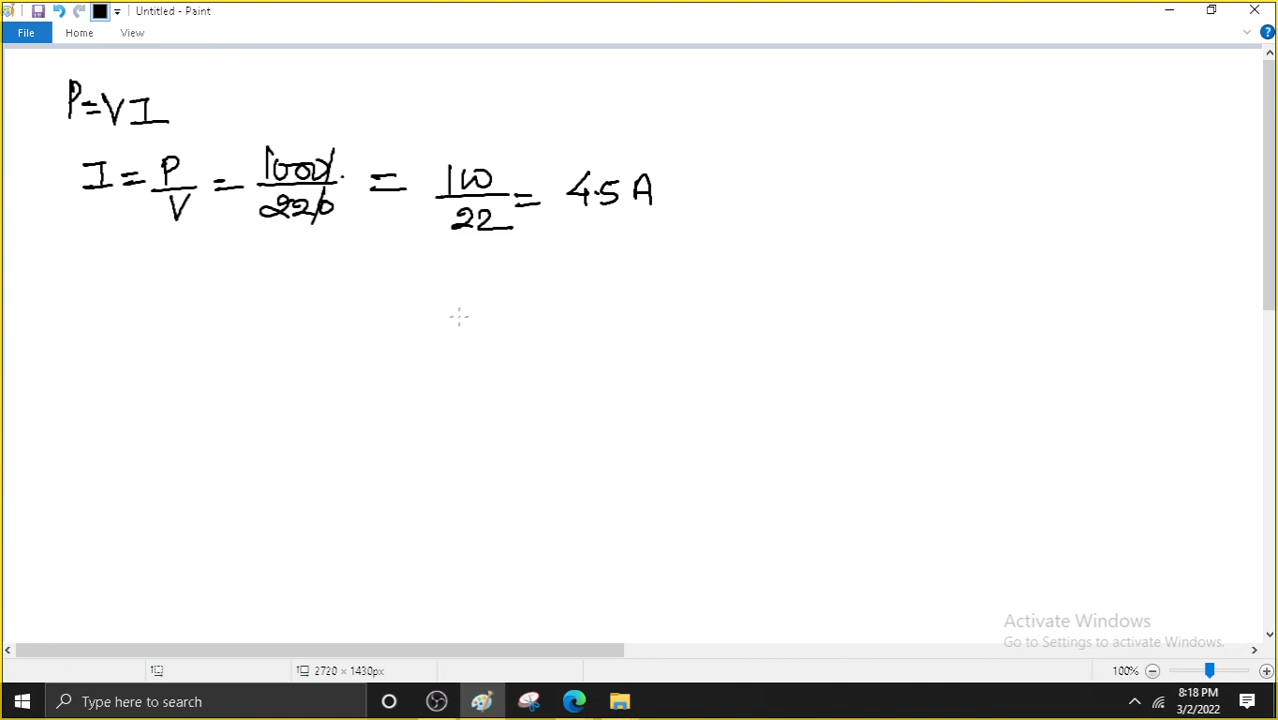 Untitled - Paint
File Home View
P=VI
I = P/V = 1000/220 = 100/22 = 4.5 A
Activate Windows
Go to Settings to activate Windows.
2720 × 1430px
100%
Type here to search
8:18 PM
3/2/2022